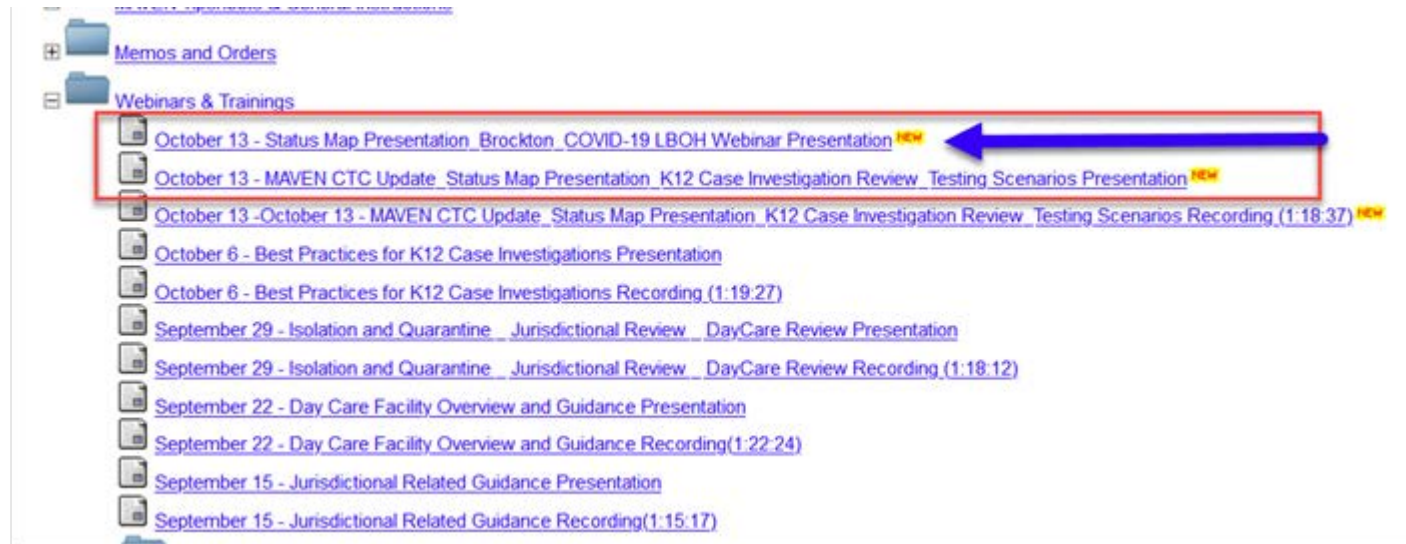 Memos and Orders
Webinars & Trainings
October 13 - Status Map Presentation_Brockton_COVID-19 LBOH Webinar Presentation NEW
October 13 - MAVEN CTC Update_Status Map Presentation_K12 Case Investigation Review_Testing Scenarios Presentation NEW
October 13 -October 13 - MAVEN CTC Update_Status Map Presentation_K12 Case Investigation Review_Testing Scenarios Recording (1:18:37) NEW
October 6 - Best Practices for K12 Case Investigations Presentation
October 6 - Best Practices for K12 Case Investigations Recording (1:19:27)
September 29 - Isolation and Quarantine _ Jurisdictional Review _ DayCare Review Presentation
September 29 - Isolation and Quarantine _ Jurisdictional Review _ DayCare Review Recording (1:18:12)
September 22 - Day Care Facility Overview and Guidance Presentation
September 22 - Day Care Facility Overview and Guidance Recording(1:22:24)
September 15 - Jurisdictional Related Guidance Presentation
September 15 - Jurisdictional Related Guidance Recording(1:15:17)